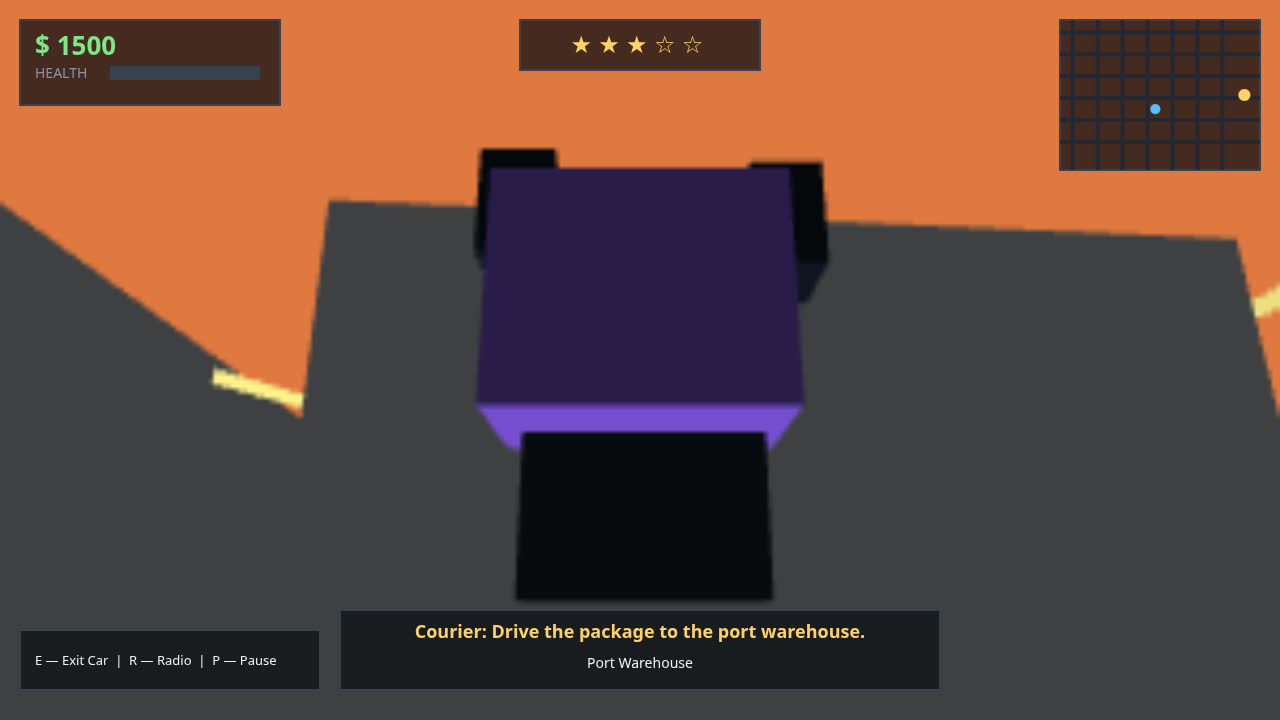 $ 1500
HEALTH
★ ★ ★ ☆ ☆
Courier: Drive the package to the port warehouse.
Port Warehouse
E — Exit Car | R — Radio | P — Pause